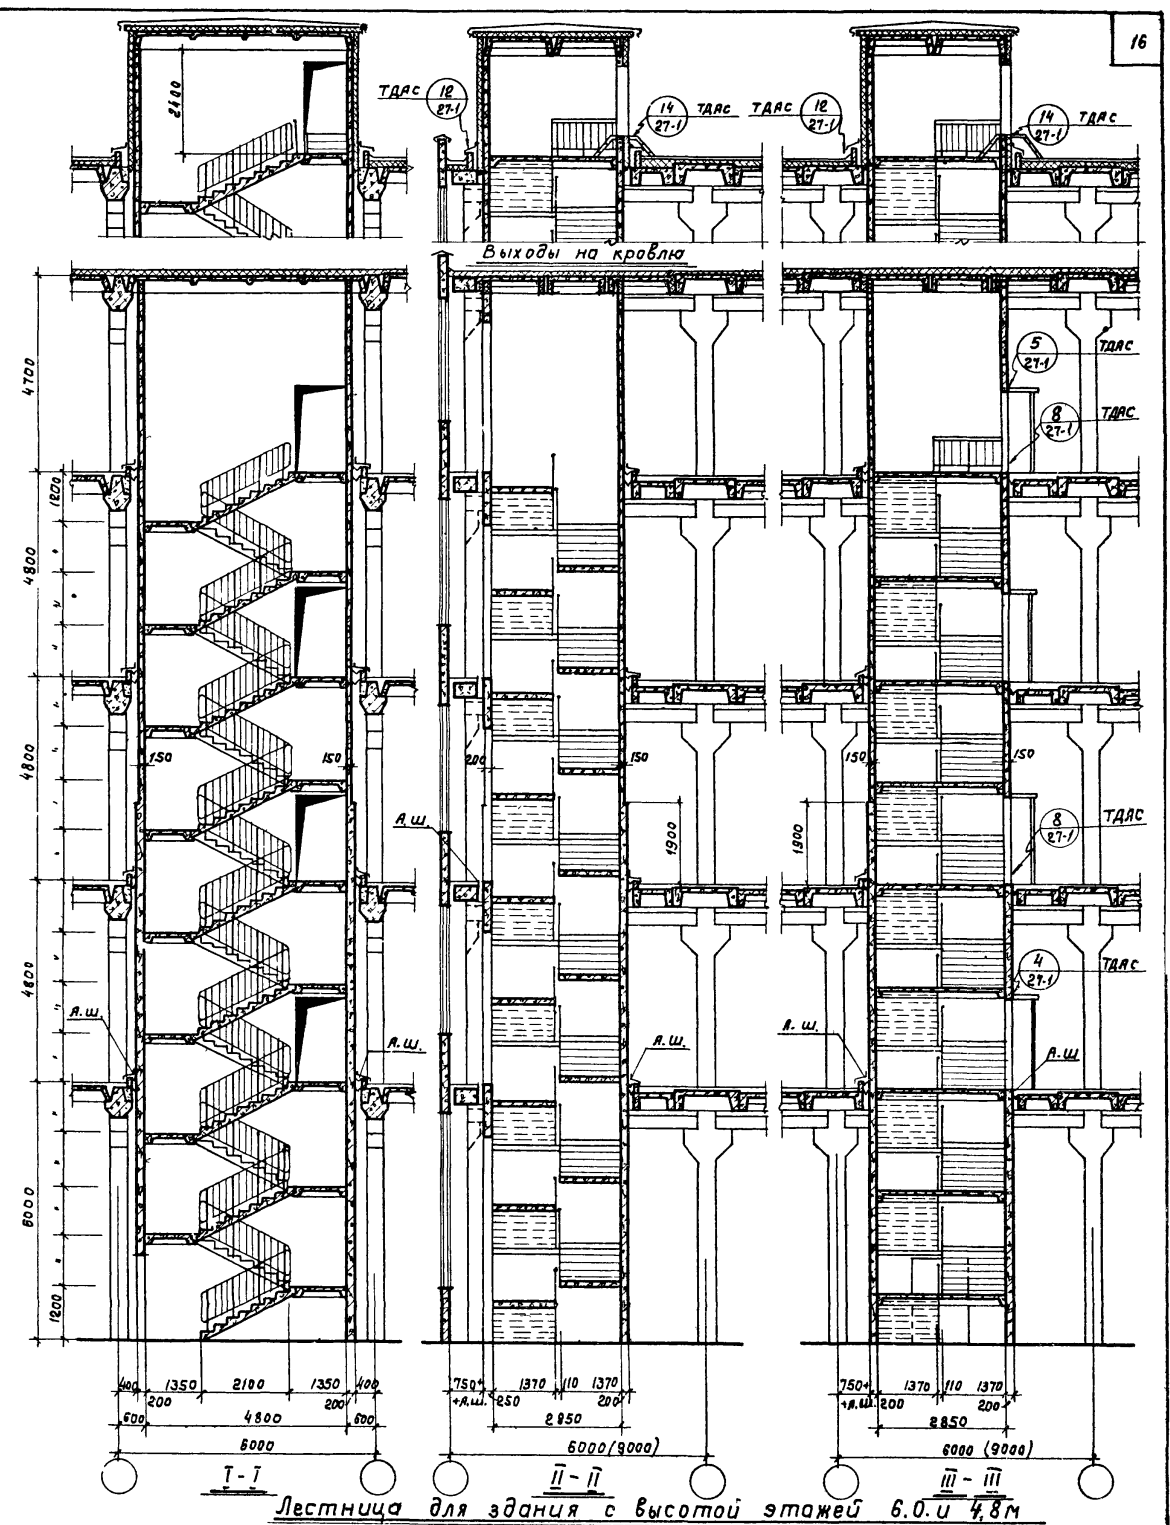 16
2400
ТДАС 12 27-1
14 27-1 ТДАС
ТДАС 12 27-1
14 27-1 ТДАС
Выходы на кровлю
4700
5 27-1 ТДАС
8 27-1 ТДАС
1200
4800
4800
150 150 200 150 150 150
А.ш.
1900 1900
8 27-1 ТДАС
4800
4 27-1 ТДАС
А.ш. А.ш. А.ш. А.ш. А.ш.
6000
1200
400 1350 2100 1350 400 750+ 1370 110 1370 750+ 1370 110 1370
200 200 +А.ш. 250 200 +А.ш. 200 200
600 4800 600 2850 2850
6000 6000(9000) 6000 (9000)
I-I II-II III-III
Лестница для здания с высотой этажей 6.0.и 4,8м